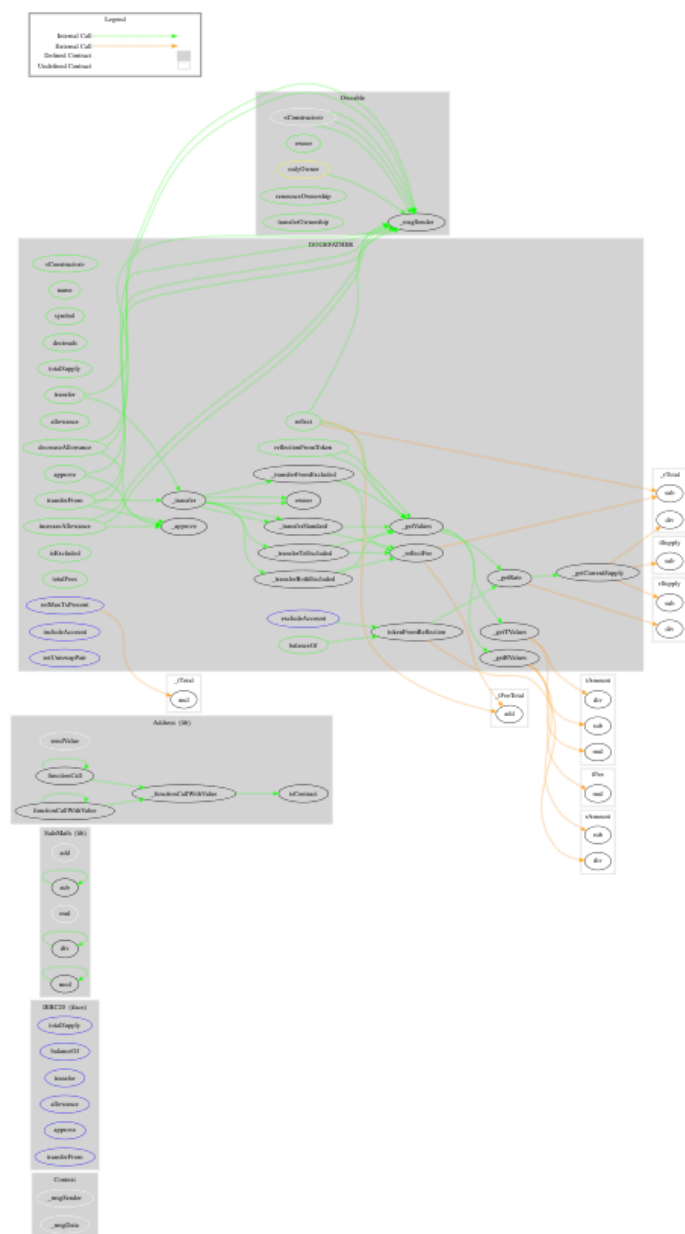 Legend
Internal Call
External Call
Defined Contract
Undefined Contract
Ownable
<Constructor>
owner
onlyOwner
renounceOwnership
transferOwnership
_msgSender
<Constructor>
name
symbol
decimals
totalSupply
transfer
allowance
decreaseAllowance
approve
transferFrom
increaseAllowance
isExcluded
totalFees
setMaxTxPercent
includeAccount
setUniswapPair
_transfer
_approve
reflect
reflectionFromToken
_transferFromExcluded
owner
_transferStandard
_transferToExcluded
_transferBothExcluded
excludeAccount
balanceOf
_getValues
_reflectFee
tokenFromReflection
_getRate
_getTValues
_getRValues
_getCurrentSupply
_rTotal
sub
div
tSupply
sub
rSupply
sub
div
_tTotal
mul
_tFeeTotal
add
tAmount
div
sub
mul
tFee
mul
rAmount
sub
div
Address (lib)
sendValue
functionCall
functionCallWithValue
_functionCallWithValue
isContract
SafeMath (lib)
add
sub
mul
div
mod
IERC20 (iface)
totalSupply
balanceOf
transfer
allowance
approve
transferFrom
Context
_msgSender
_msgData